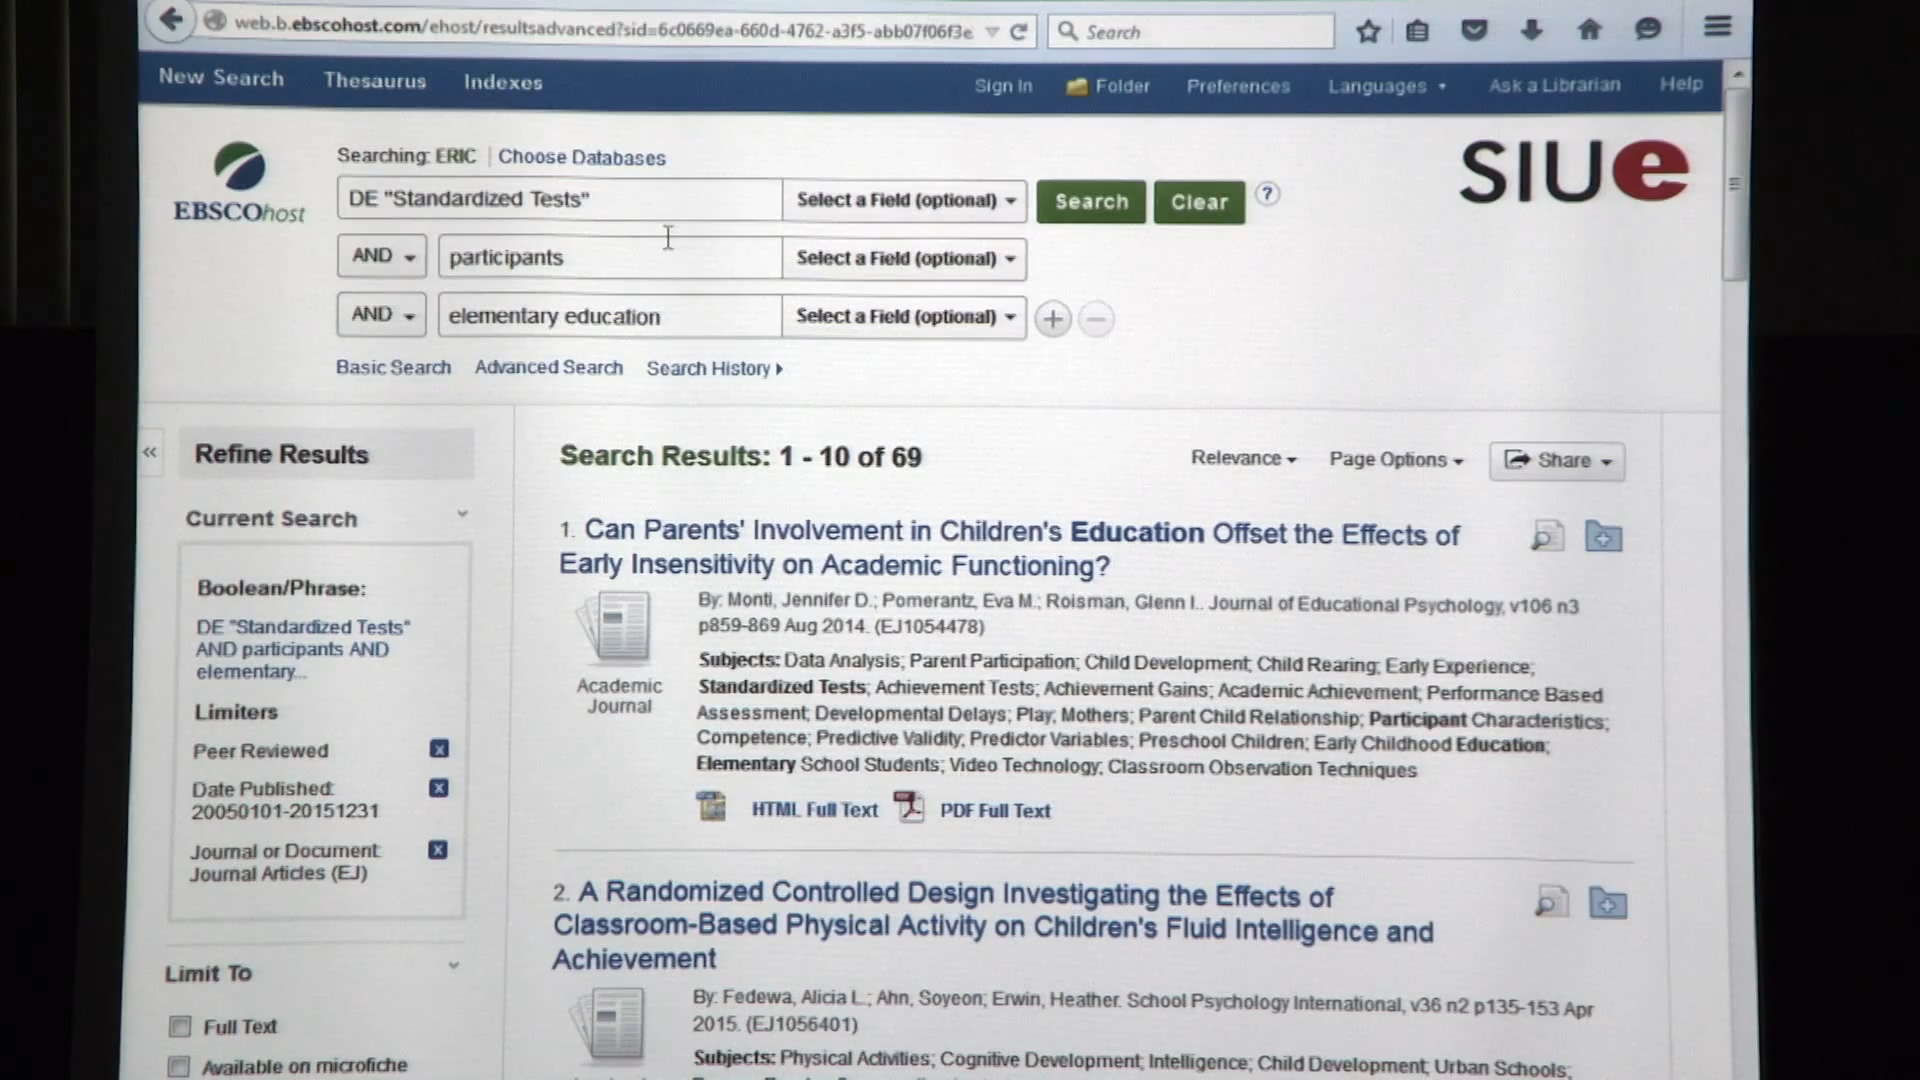 web.b.ebscohost.com/ehost/resultsadvanced?sid=6c0669ea-660d-4762-a3f5-abb07f06f3e
Search
New Search Thesaurus Indexes Sign In Folder Preferences Languages Ask a Librarian Help
EBSCOhost
SIUe
Searching: ERIC | Choose Databases
DE "Standardized Tests" Select a Field (optional) Search Clear ?
AND participants Select a Field (optional)
AND elementary education Select a Field (optional)
Basic Search Advanced Search Search History
«
Refine Results
Current Search
Boolean/Phrase:
DE "Standardized Tests"
AND participants AND
elementary...
Limiters
Peer Reviewed x
Date Published: x
20050101-20151231
Journal or Document: x
Journal Articles (EJ)
Limit To
Full Text
Available on microfiche
Search Results: 1 - 10 of 69 Relevance Page Options Share
1. Can Parents' Involvement in Children's Education Offset the Effects of
Early Insensitivity on Academic Functioning?
Academic
Journal
By: Monti, Jennifer D.; Pomerantz, Eva M.; Roisman, Glenn I.. Journal of Educational Psychology, v106 n3
p859-869 Aug 2014. (EJ1054478)
Subjects: Data Analysis; Parent Participation; Child Development; Child Rearing; Early Experience;
Standardized Tests; Achievement Tests; Achievement Gains; Academic Achievement; Performance Based
Assessment; Developmental Delays; Play; Mothers; Parent Child Relationship; Participant Characteristics;
Competence; Predictive Validity; Predictor Variables; Preschool Children; Early Childhood Education;
Elementary School Students; Video Technology; Classroom Observation Techniques
HTML Full Text PDF Full Text
2. A Randomized Controlled Design Investigating the Effects of
Classroom-Based Physical Activity on Children's Fluid Intelligence and
Achievement
By: Fedewa, Alicia L.; Ahn, Soyeon; Erwin, Heather. School Psychology International, v36 n2 p135-153 Apr
2015. (EJ1056401)
Subjects: Physical Activities; Cognitive Development; Intelligence; Child Development; Urban Schools;